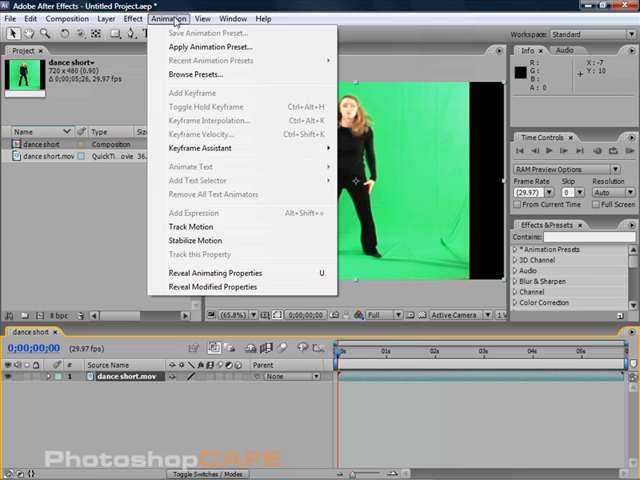 Adobe After Effects - Untitled Project.aep *
File Edit Composition Layer Effect Animation View Window Help
Workspace: Standard
Project
dance short
720 x 480 (0.90)
Δ 0;00;05;26, 29.97 fps
Name Type Size
dance short Composition
dance short.mov QuickTi...ovie 36.
8 bpc
Save Animation Preset...
Apply Animation Preset...
Recent Animation Presets
Browse Presets...
Add Keyframe
Toggle Hold Keyframe Ctrl+Alt+H
Keyframe Interpolation... Ctrl+Alt+K
Keyframe Velocity... Ctrl+Shift+K
Keyframe Assistant
Animate Text
Add Text Selector
Remove All Text Animators
Add Expression Alt+Shift+=
Track Motion
Stabilize Motion
Track this Property
Reveal Animating Properties U
Reveal Modified Properties
(65.8%) 0;00;00;00 Full Active Camera
Info Audio
R :
G :
B :
A : 0
X : -7
Y : 10
Time Controls
RAM Preview Options
Frame Rate Skip Resolution
(29.97) 0 Auto
From Current Time Full Screen
Effects & Presets
Contains:
* Animation Presets
3D Channel
Audio
Blur & Sharpen
Channel
Color Correction
dance short
0;00;00;00 (29.97 fps)
# Source Name Parent
1 dance short.mov None
0s 01s 02s 03s 04s 05s
Toggle Switches / Modes
PhotoshopCAFE